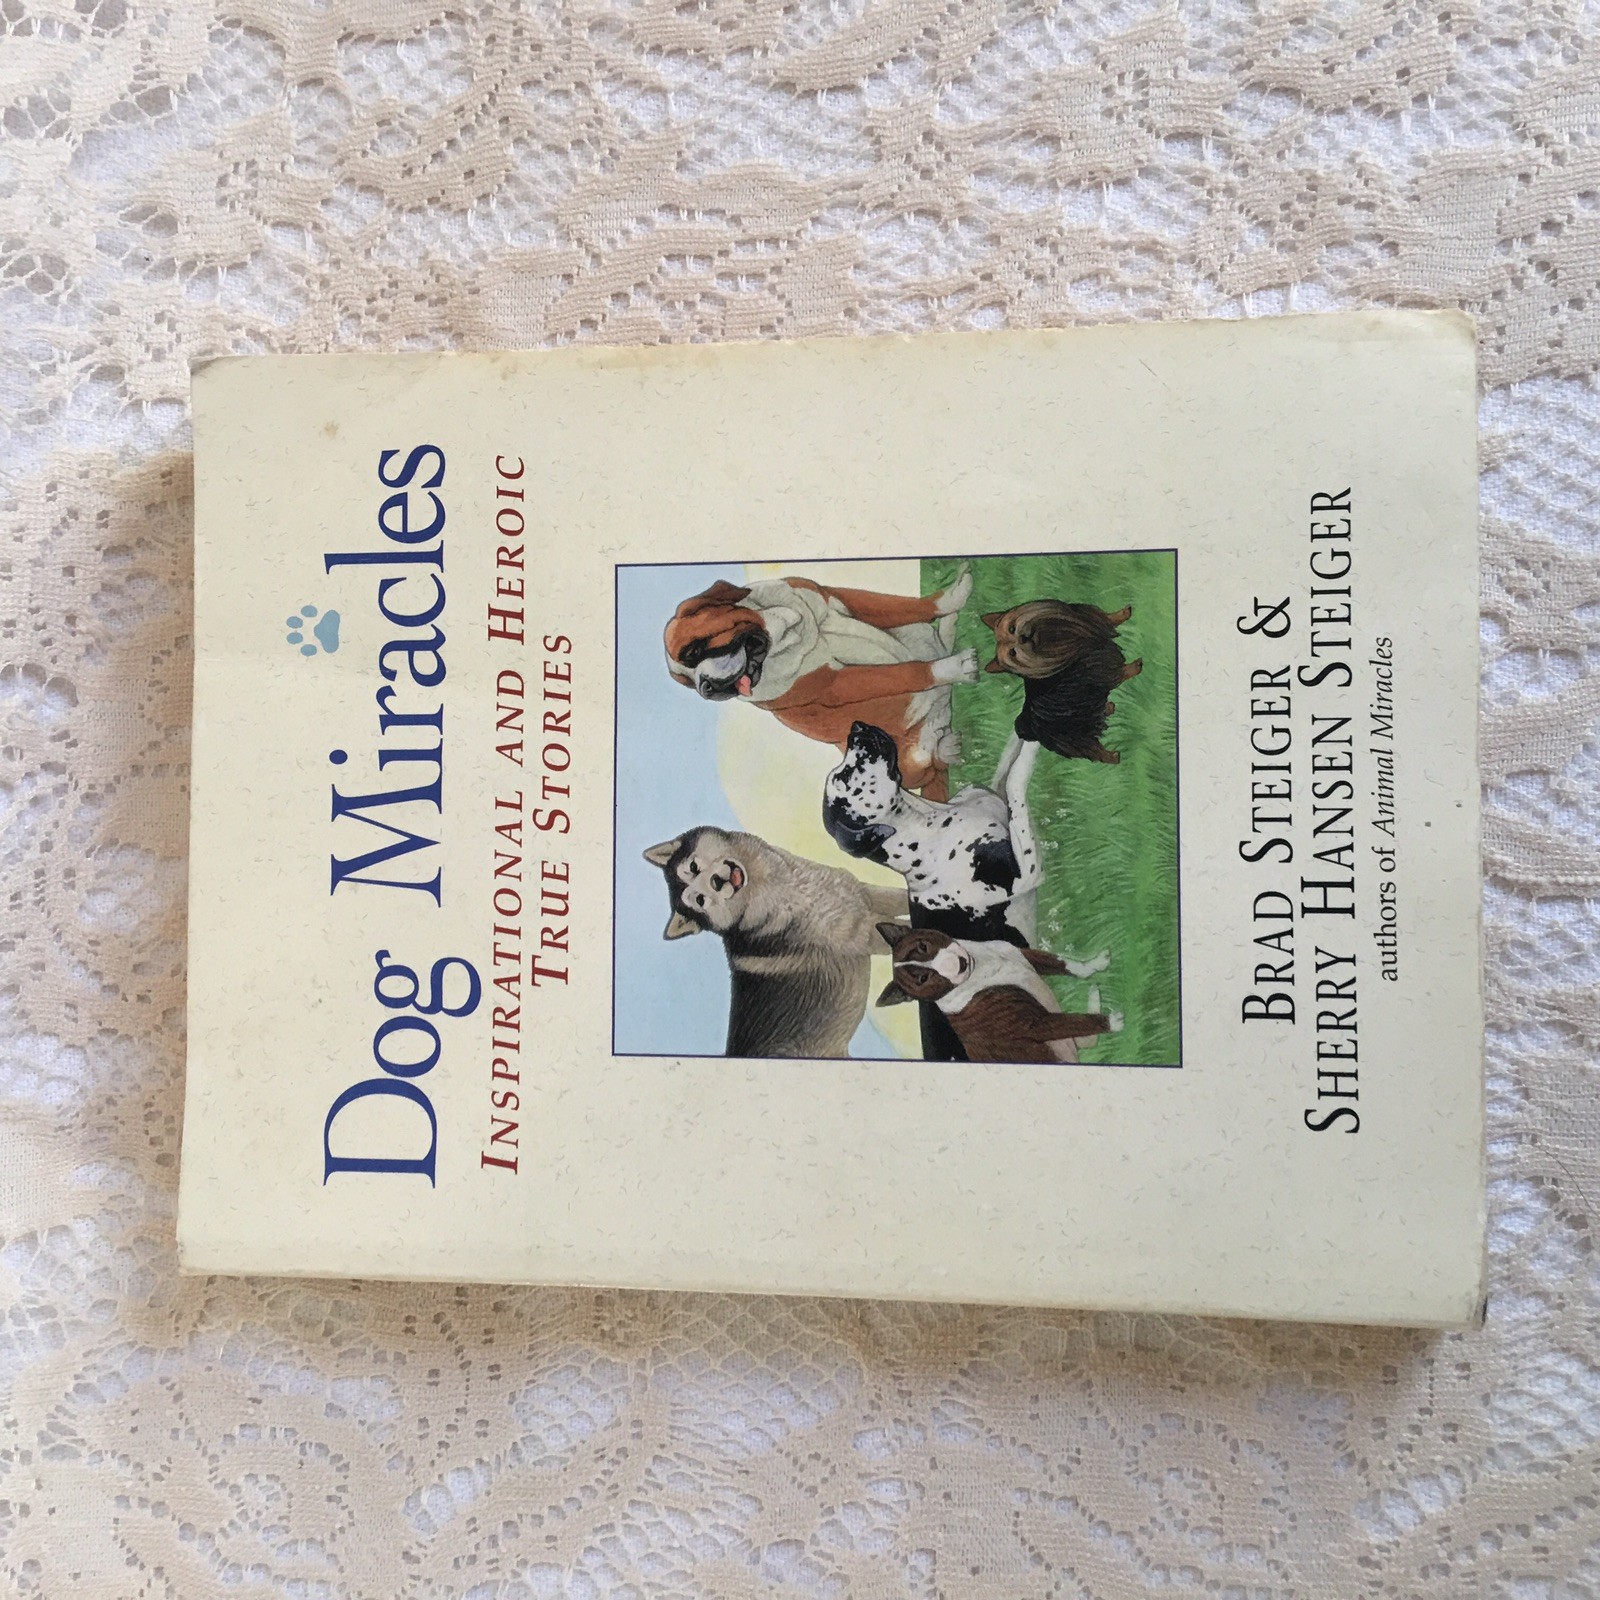 Dog Miracles
INSPIRATIONAL AND HEROIC
TRUE STORIES
BRAD STEIGER &
SHERRY HANSEN STEIGER
authors of Animal Miracles